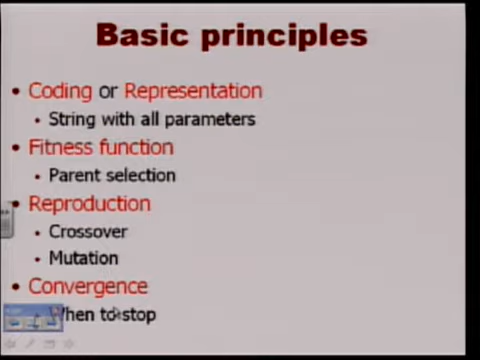 Basic principles
• Coding or Representation
• String with all parameters
• Fitness function
• Parent selection
• Reproduction
• Crossover
• Mutation
• Convergence
When to stop